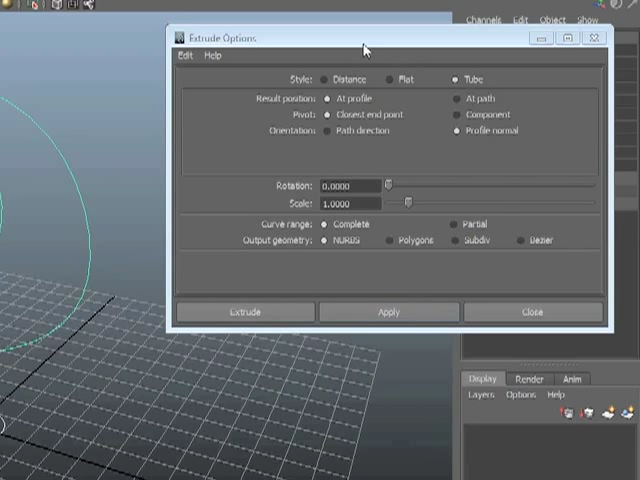 Channels Edit Object Show
Extrude Options
Edit Help
Style: Distance Flat Tube
Result position: At profile At path
Pivot: Closest end point Component
Orientation: Path direction Profile normal
Rotation: 0.0000
Scale: 1.0000
Curve range: Complete Partial
Output geometry: NURBS Polygons Subdiv Bezier
Extrude Apply Close
Display Render Anim
Layers Options Help